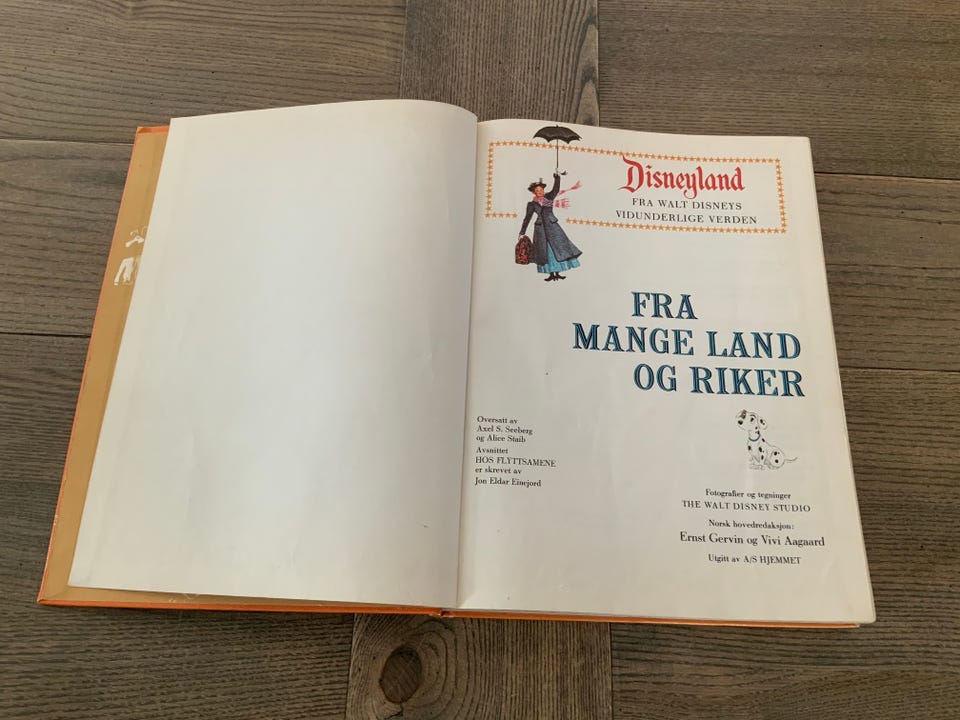 Disneyland
FRA WALT DISNEYS
VIDUNDERLIGE VERDEN
FRA
MANGE LAND
OG RIKER
Oversatt av
Axel S. Seeberg
og Alice Staib
Avsnittet
HOS FLYTTSAMENE
er skrevet av
Jon Eldar Einejord
Fotografier og tegninger
THE WALT DISNEY STUDIO
Norsk hovedredaksjon:
Ernst Gervin og Vivi Aagaard
Utgitt av A/S HJEMMET